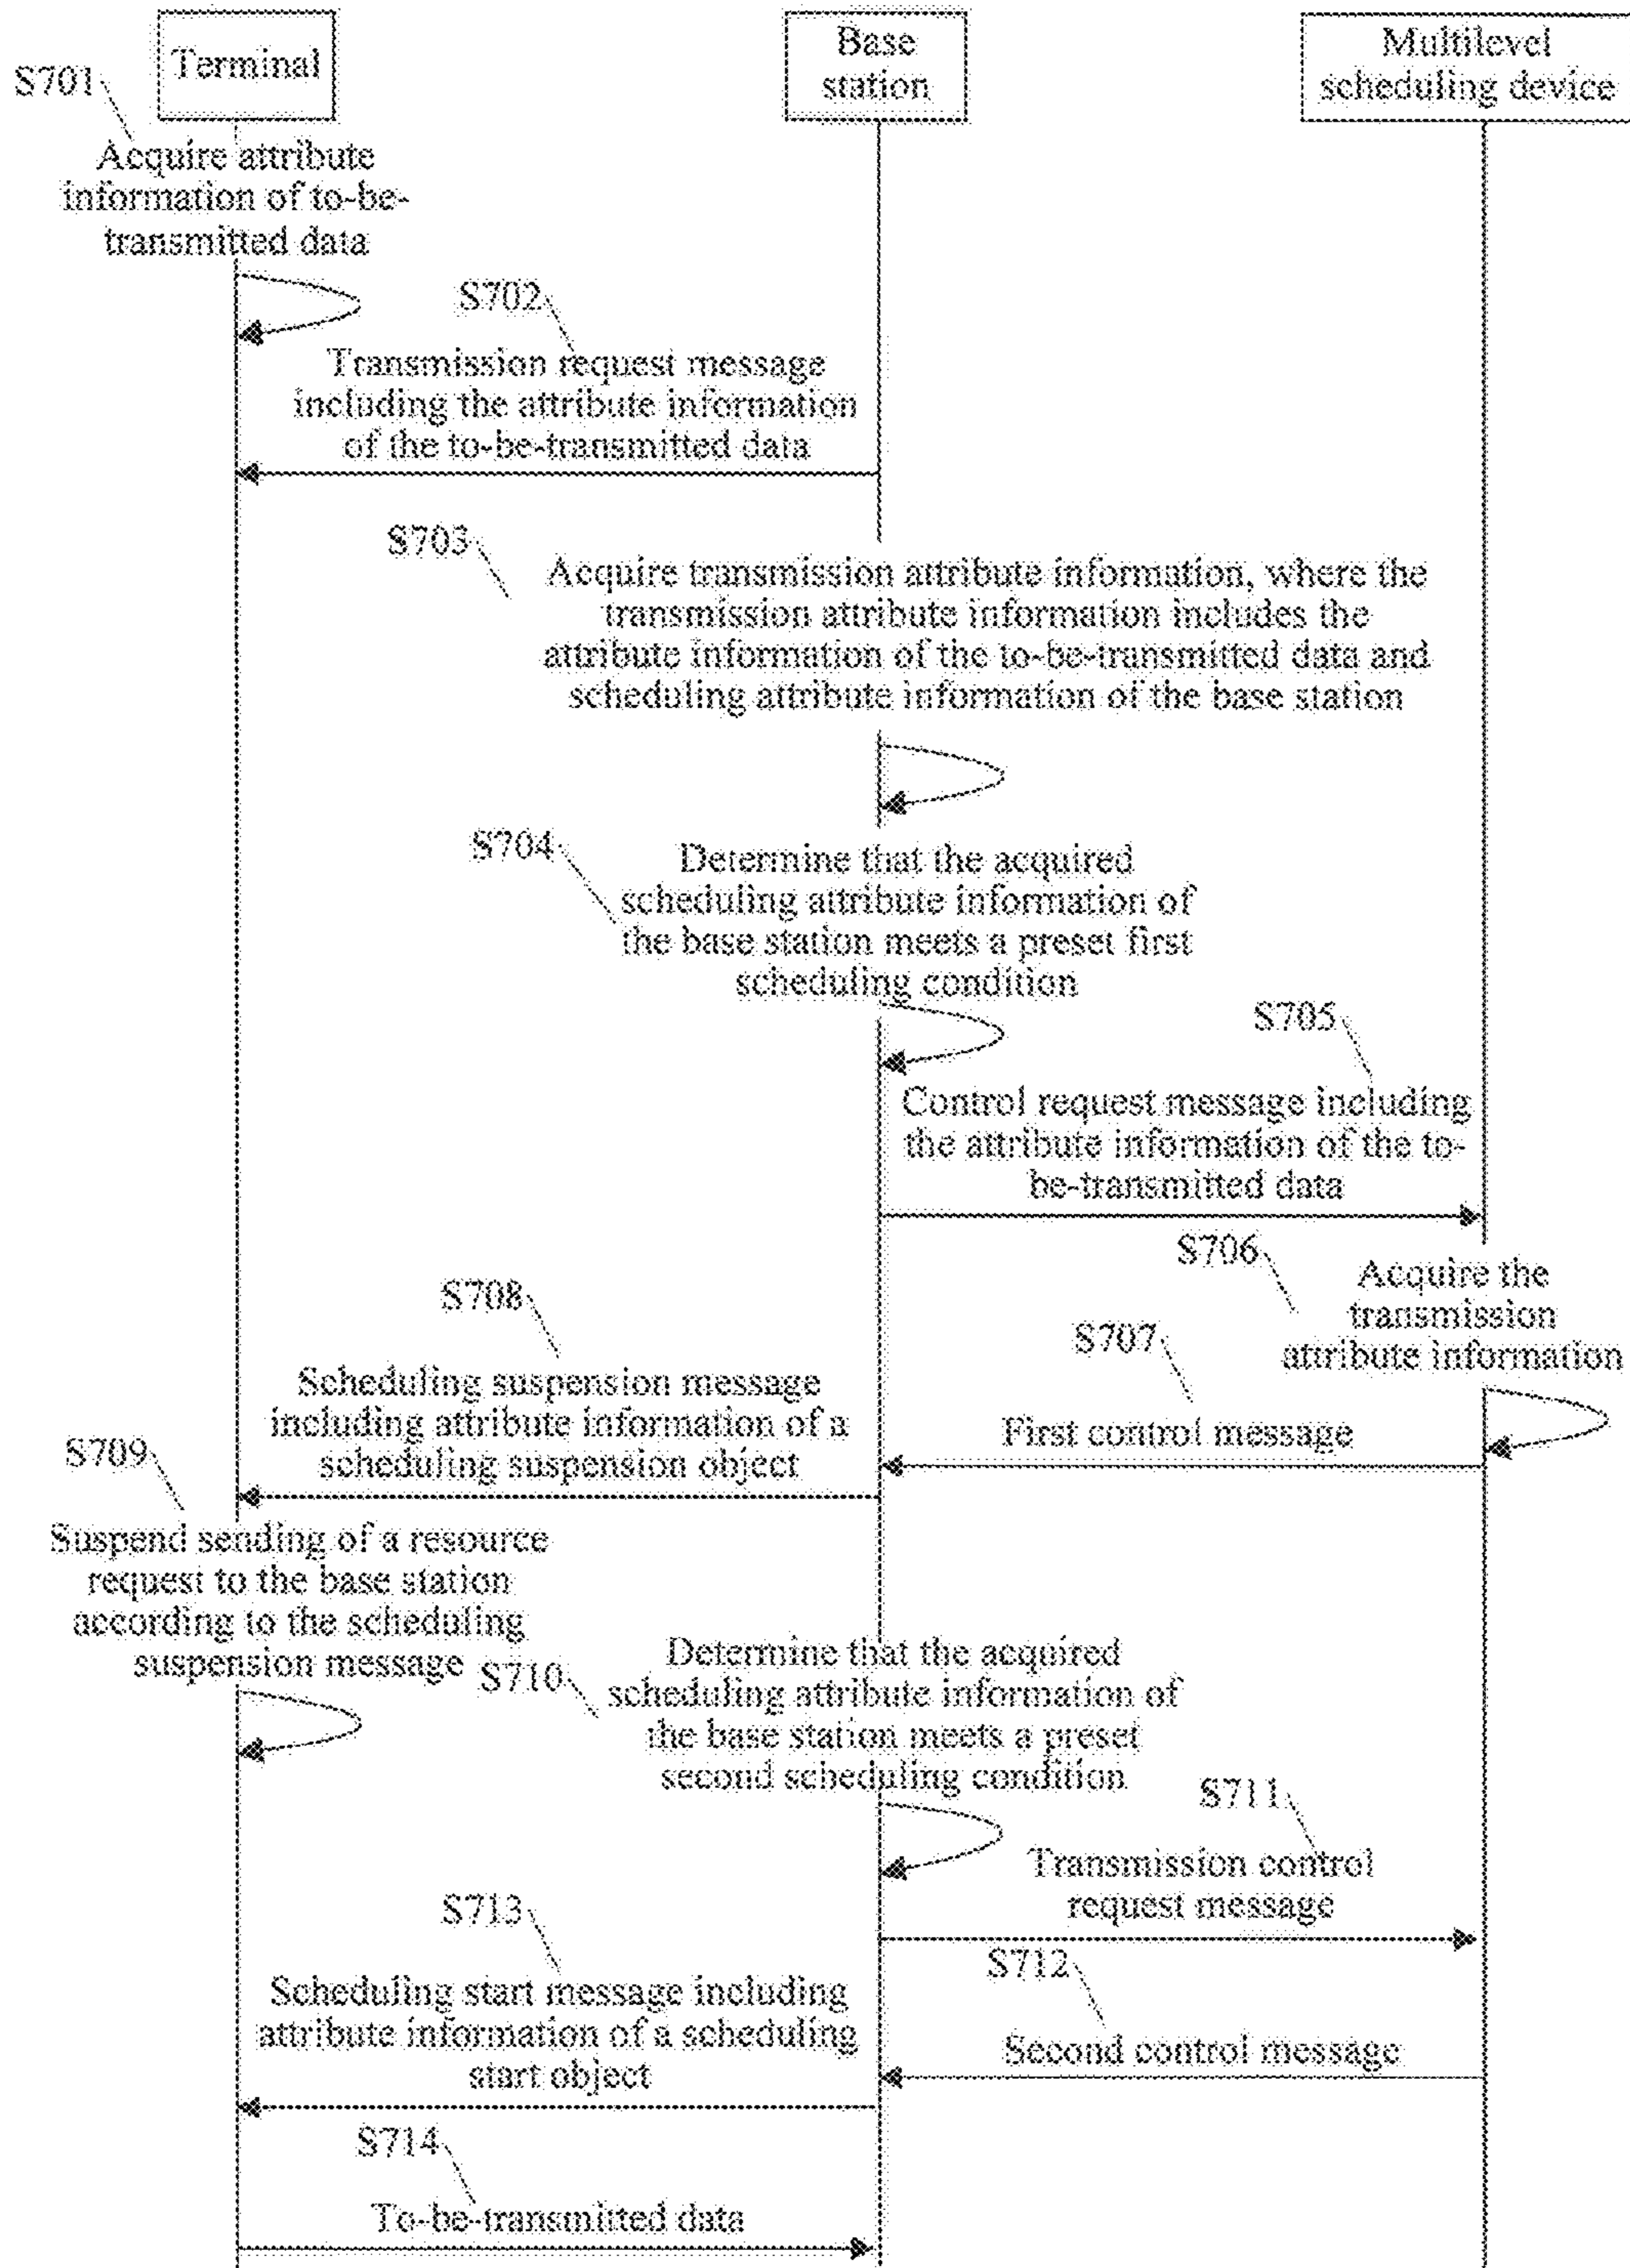 Terminal
Base
station
Multilevel
scheduling device
S701
Acquire attribute
information of to-be-
transmitted data
S702
Transmission request message
including the attribute information
of the to-be-transmitted data
S703
Acquire transmission attribute information, where the
transmission attribute information includes the
attribute information of the to-be-transmitted data and
scheduling attribute information of the base station
S704
Determine that the acquired
scheduling attribute information of
the base station meets a preset first
scheduling condition
S705
Control request message including
the attribute information of the to-
be-transmitted data
S706
Acquire the
transmission
attribute information
S707
First control message
S708
Scheduling suspension message
including attribute information of a
scheduling suspension object
S709
Suspend sending of a resource
request to the base station
according to the scheduling
suspension message
S710
Determine that the acquired
scheduling attribute information of
the base station meets a preset
second scheduling condition
S711
Transmission control
request message
S712
Second control message
S713
Scheduling start message including
attribute information of a scheduling
start object
S714
To-be-transmitted data